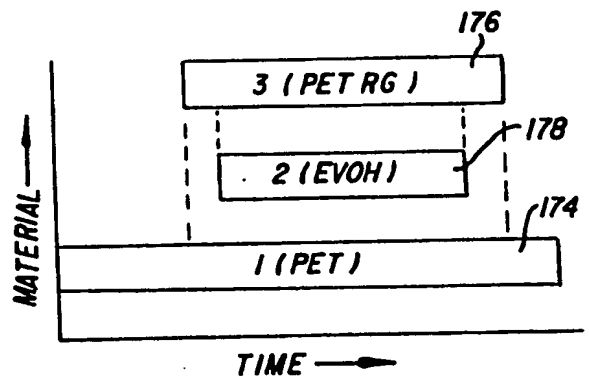 176
3 (PET RG)
178
2 (EVOH)
174
1 (PET)
MATERIAL
TIME